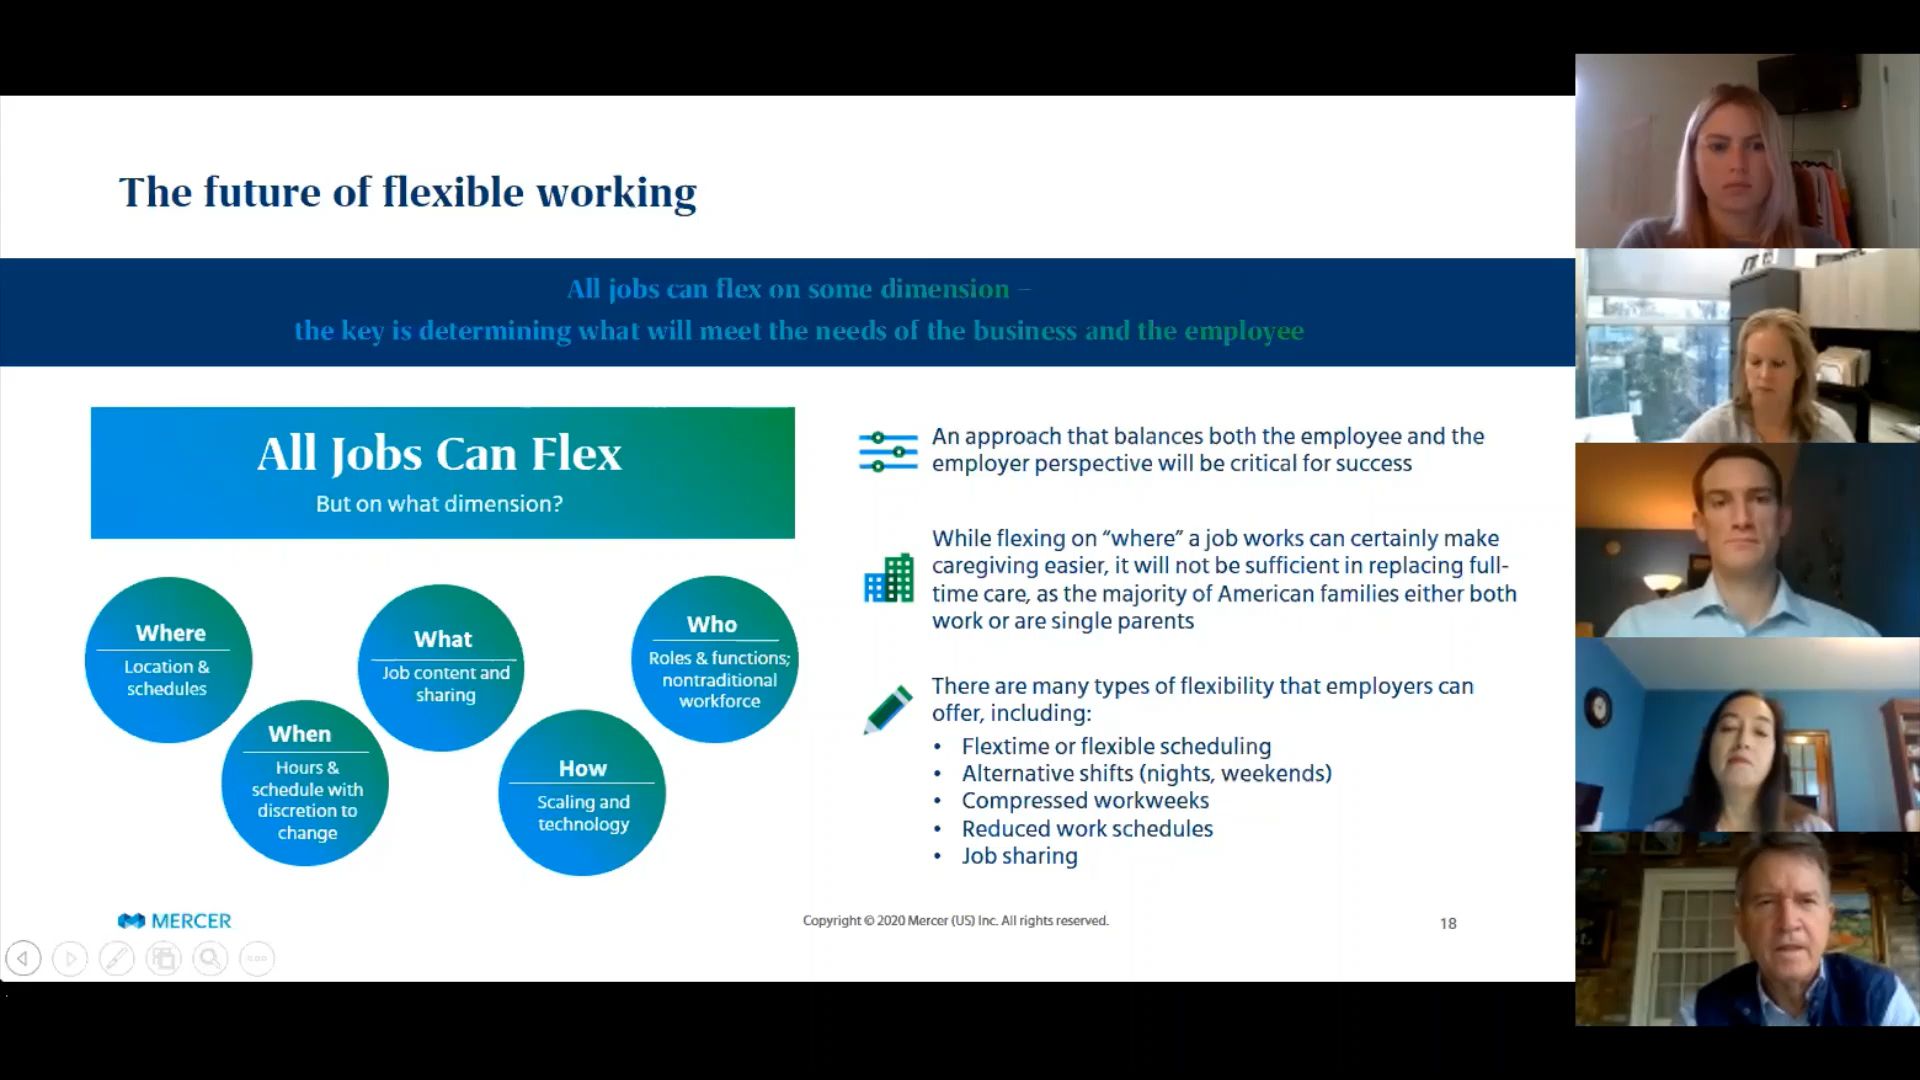 The future of flexible working
All jobs can flex on some dimension –
the key is determining what will meet the needs of the business and the employee
All Jobs Can Flex
But on what dimension?
Where
Location &
schedules
When
Hours &
schedule with
discretion to
change
What
Job content and
sharing
How
Scaling and
technology
Who
Roles & functions;
nontraditional
workforce
An approach that balances both the employee and the
employer perspective will be critical for success
While flexing on “where” a job works can certainly make
caregiving easier, it will not be sufficient in replacing full-
time care, as the majority of American families either both
work or are single parents
There are many types of flexibility that employers can
offer, including:
• Flextime or flexible scheduling
• Alternative shifts (nights, weekends)
• Compressed workweeks
• Reduced work schedules
• Job sharing
MERCER
Copyright © 2020 Mercer (US) Inc. All rights reserved.
18